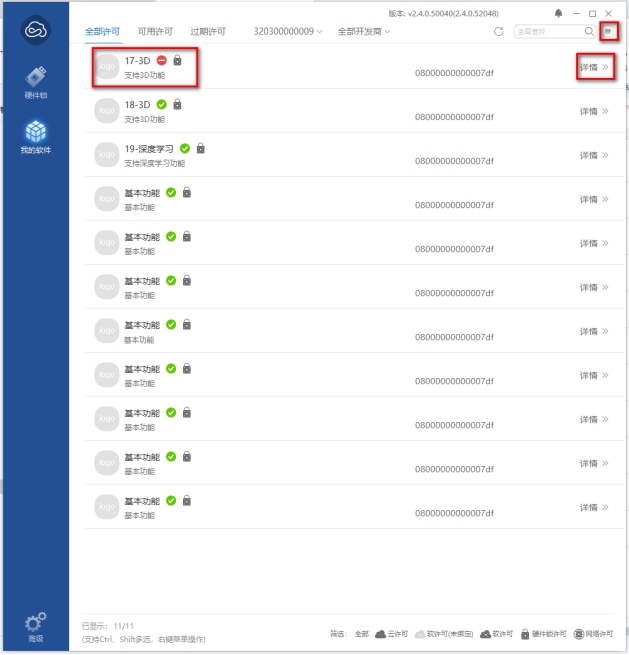 版本: v2.4.0.50040(2.4.0.52048)
全部许可 可用许可 过期许可 320300000009 全部开发商 全局查找
硬件锁
我的软件
高级
logo 17-3D 支持3D功能 08000000000007df 详情
logo 18-3D 支持3D功能 08000000000007df 详情
logo 19-深度学习 支持深度学习功能 08000000000007df 详情
logo 基本功能 基本功能 08000000000007df 详情
logo 基本功能 基本功能 08000000000007df 详情
logo 基本功能 基本功能 08000000000007df 详情
logo 基本功能 基本功能 08000000000007df 详情
logo 基本功能 基本功能 08000000000007df 详情
logo 基本功能 基本功能 08000000000007df 详情
logo 基本功能 基本功能 08000000000007df 详情
logo 基本功能 基本功能 08000000000007df 详情
已显示: 11/11
(支持Ctrl、Shift多选，右键菜单操作)
筛选: 全部 云许可 软许可(未绑定) 软许可 硬件锁许可 网络许可